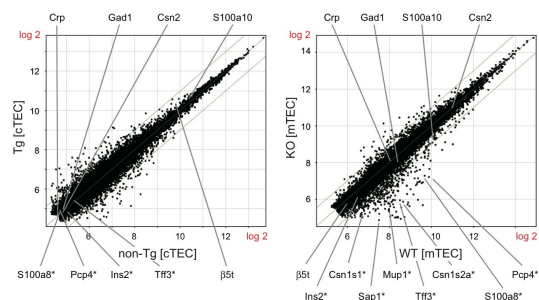 Crp Gad1 Csn2 S100a10
log 2
12
10
8
6
Tg [cTEC]
6 8 10 12
log 2
non-Tg [cTEC]
S100a8* Pcp4* Ins2* Tff3* β5t
Crp Gad1 S100a10 Csn2
log 2
14
12
10
8
6
KO [mTEC]
6 8 10 12
log 2
WT [mTEC]
β5t Csn1s1* Mup1* Csn1s2a* Pcp4*
Ins2* Sap1* Tff3* S100a8*